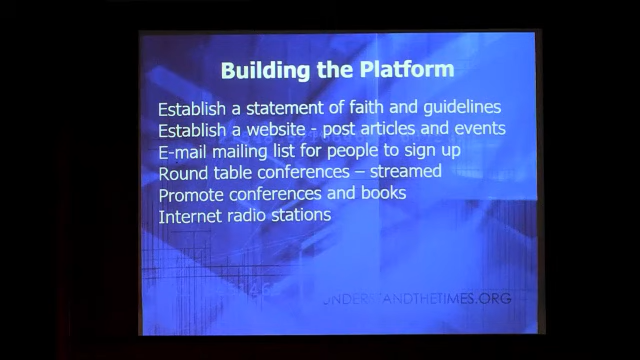 Building the Platform
Establish a statement of faith and guidelines
Establish a website - post articles and events
E-mail mailing list for people to sign up
Round table conferences – streamed
Promote conferences and books
Internet radio stations
UNDERSTANDTHETIMES.ORG